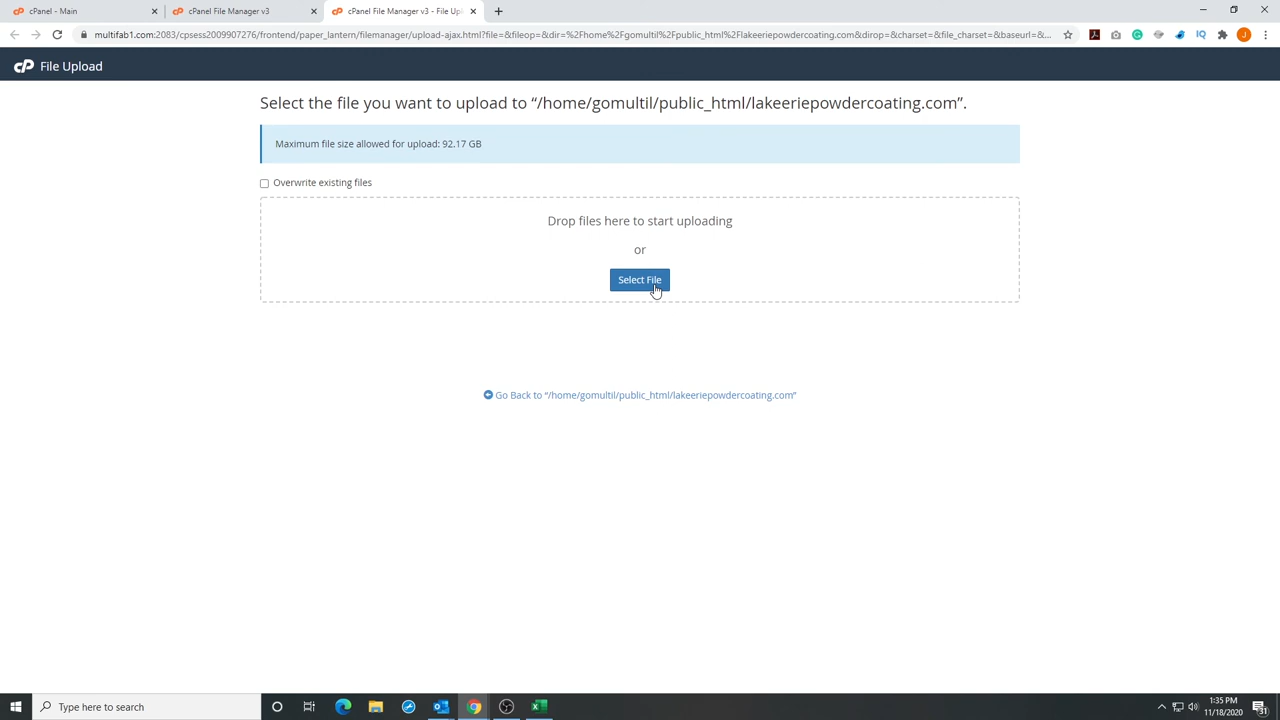 cPanel - Main
cPanel File Manager v3
cPanel File Manager v3 - File Upl
multifab1.com:2083/cpsess2009907276/frontend/paper_lantern/filemanager/upload-ajax.html?file=&fileop=&dir=%2Fhome%2Fgomultil%2Fpublic_html%2Flakeeriepowdercoating.com&dirop=&charset=&file_charset=&baseurl=&...
IQ
J
cP File Upload
Select the file you want to upload to “/home/gomultil/public_html/lakeeriepowdercoating.com”.
Maximum file size allowed for upload: 92.17 GB
Overwrite existing files
Drop files here to start uploading
or
Select File
Go Back to “/home/gomultil/public_html/lakeeriepowdercoating.com”
Type here to search
1:35 PM
11/18/2020
31